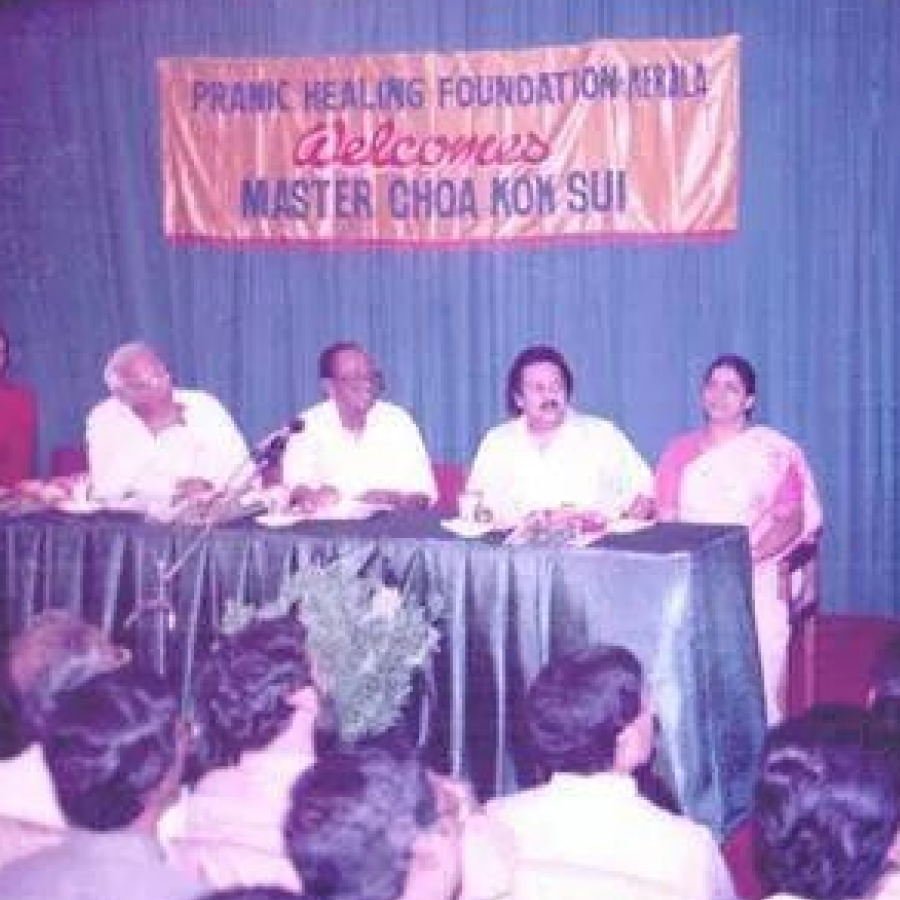 PRANIC HEALING FOUNDATION KERALA
Welcomes
MASTER CHOA KOK SUI